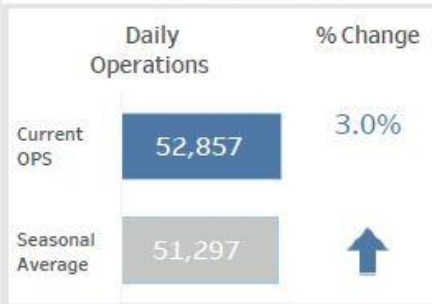 Daily
Operations
% Change
Current
OPS
52,857
3.0%
Seasonal
Average
51,297